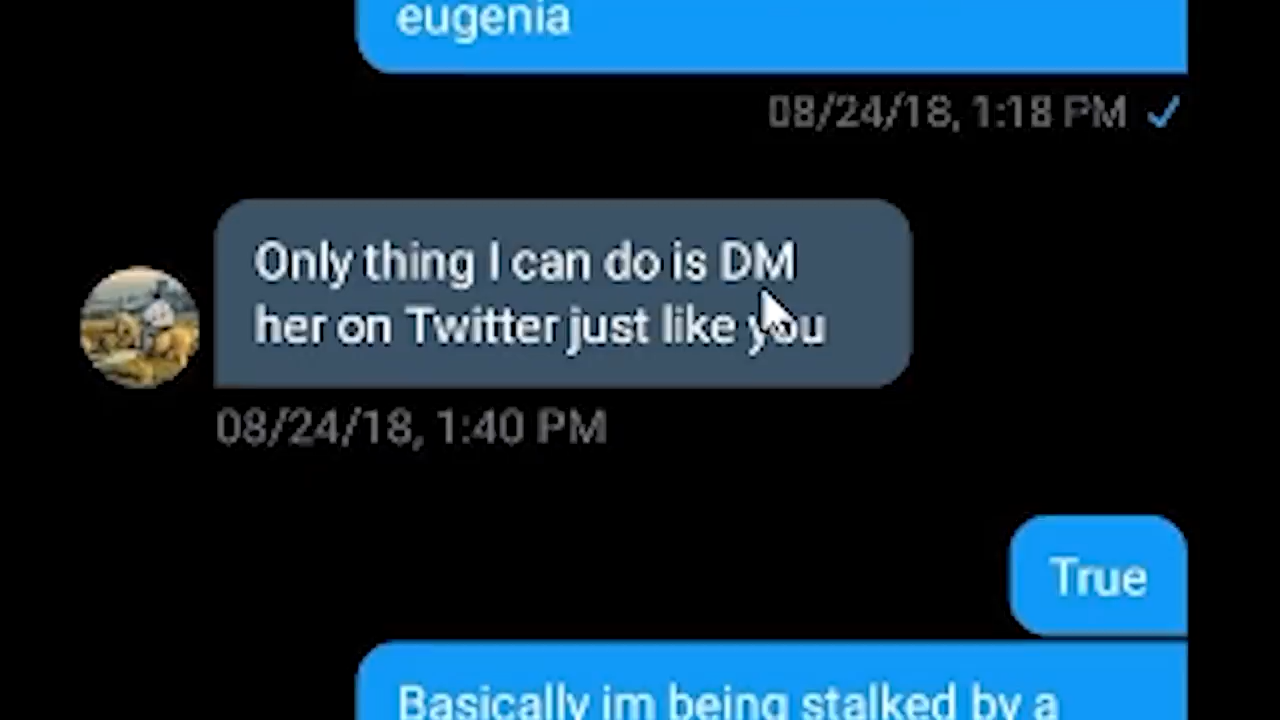 eugenia
08/24/18, 1:18 PM
Only thing I can do is DM
her on Twitter just like you
08/24/18, 1:40 PM
True
Basically im being stalked by a